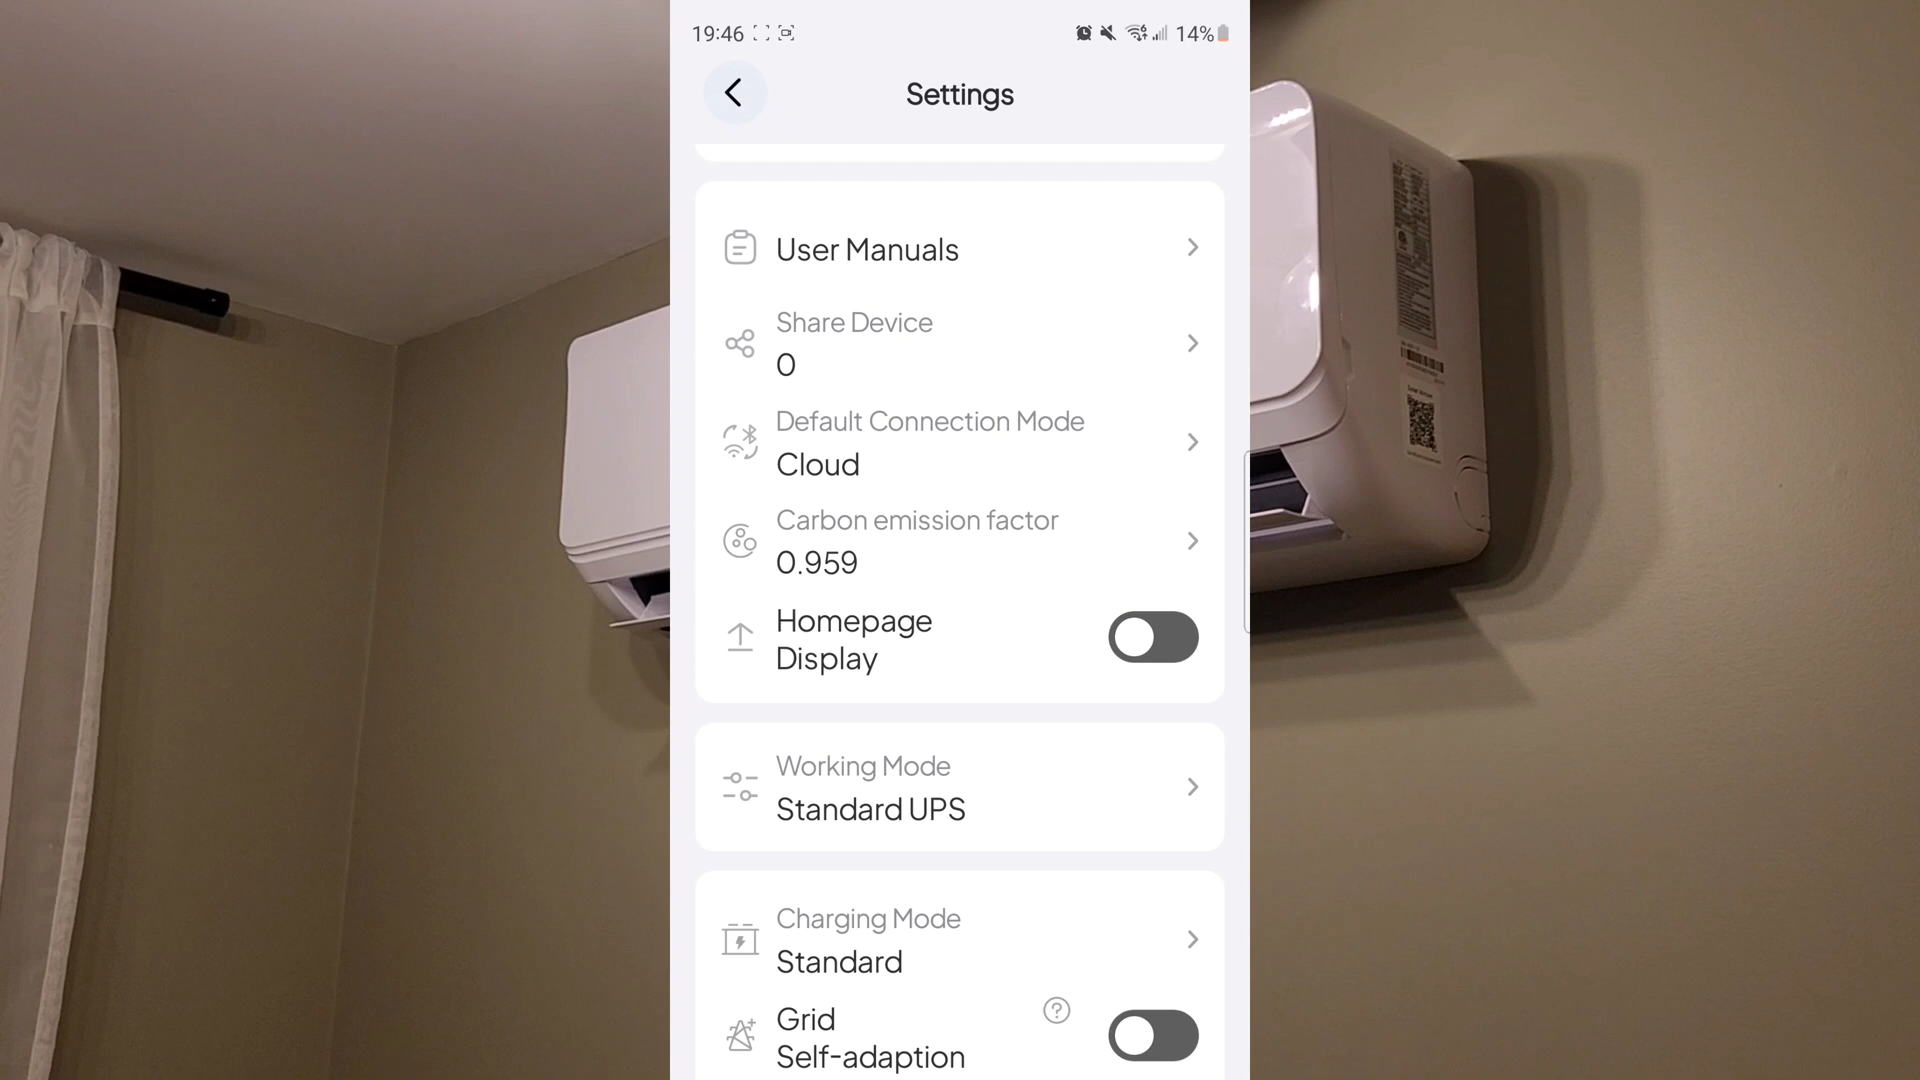 19:46
14%
Settings
User Manuals
Share Device
0
Default Connection Mode
Cloud
Carbon emission factor
0.959
Homepage
Display
Working Mode
Standard UPS
Charging Mode
Standard
Grid
Self-adaption